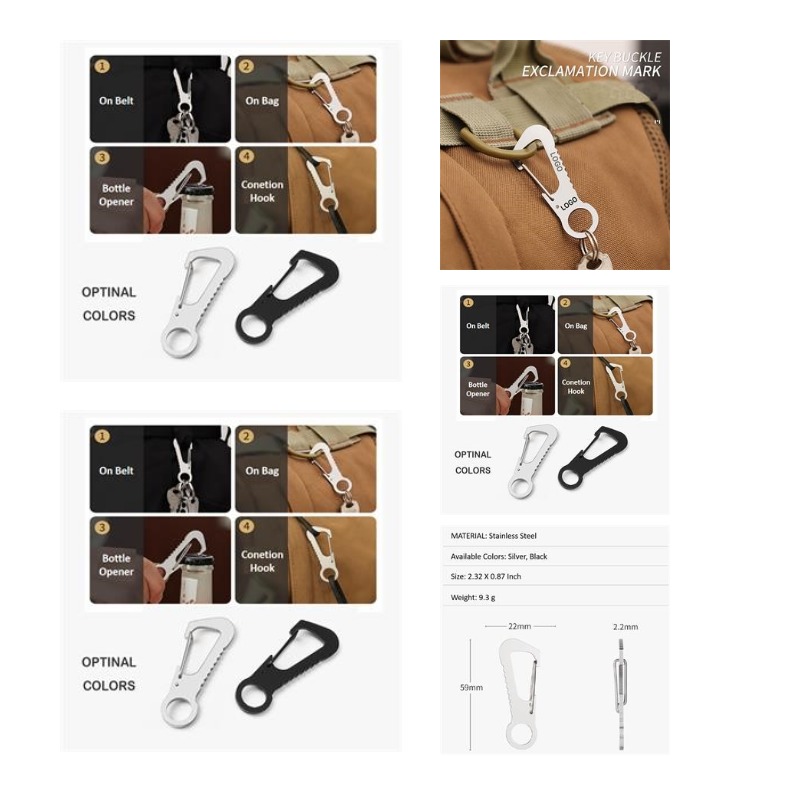 1
On Belt
2
On Bag
3
Bottle
Opener
4
Conetion
Hook
OPTINAL
COLORS
1
On Belt
2
On Bag
3
Bottle
Opener
4
Conetion
Hook
OPTINAL
COLORS
KEY BUCKLE
EXCLAMATION MARK
LOGO
LOGO
1
On Belt
2
On Bag
3
Bottle
Opener
4
Conetion
Hook
OPTINAL
COLORS
MATERIAL: Stainless Steel
Available Colors: Silver, Black
Size: 2.32 X 0.87 Inch
Weight: 9.3 g
22mm
2.2mm
59mm